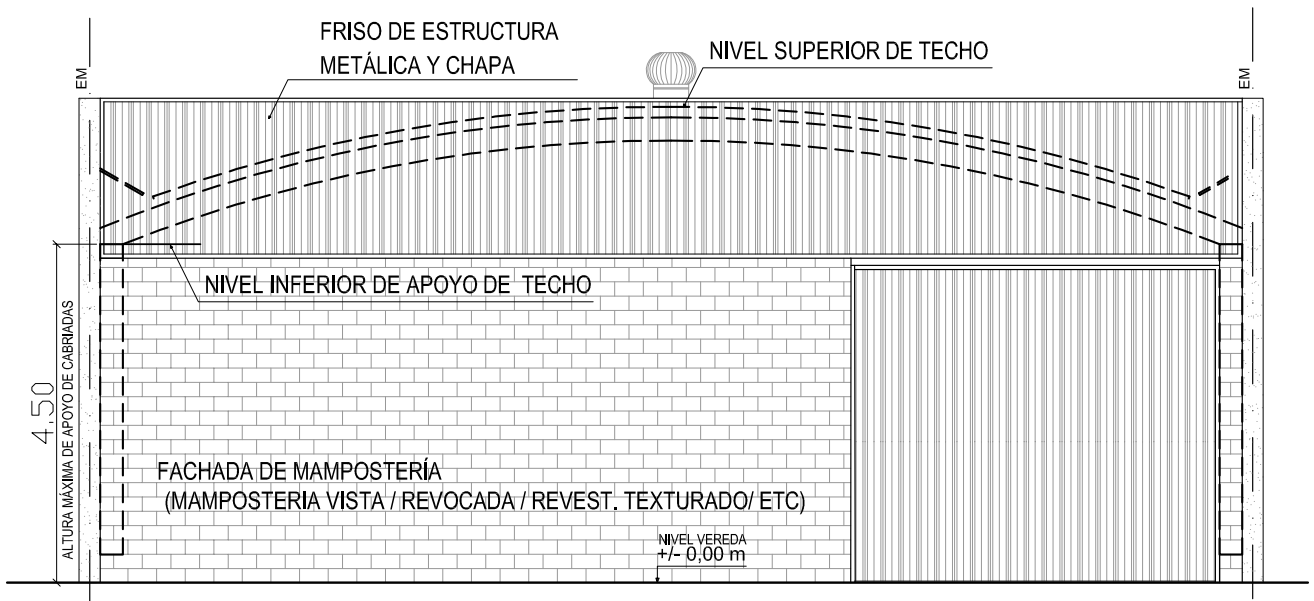 FRISO DE ESTRUCTURA
METÁLICA Y CHAPA
NIVEL SUPERIOR DE TECHO
EM
EM
NIVEL INFERIOR DE APOYO DE TECHO
4.50
ALTURA MÁXIMA DE APOYO DE CABRIADAS
FACHADA DE MAMPOSTERÍA
(MAMPOSTERIA VISTA / REVOCADA / REVEST. TEXTURADO/ ETC)
NIVEL VEREDA
+/- 0,00 m